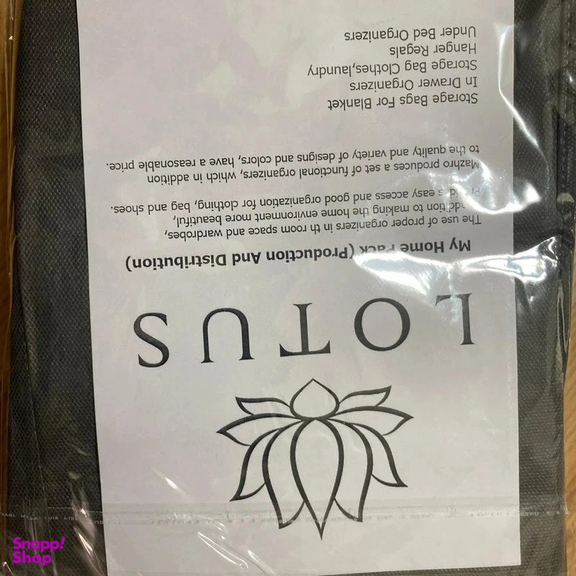 LOTUS
My Home Pack (Production And Distribution)
The use of proper organizers in th room space and wardrobes,
addition to making the home environment more beautiful,
easy access and good organization for clothing, bag and shoes.
Mazhro produces a set of functional organizers, which in addition
to the quality and variety of designs and colors, have a reasonable price.
Storage Bags For Blanket
In Drawer Organizers
Storage Bag Clothes,laundry
Hanger Regals
Under Bed Organizers
Snapp!
Shop